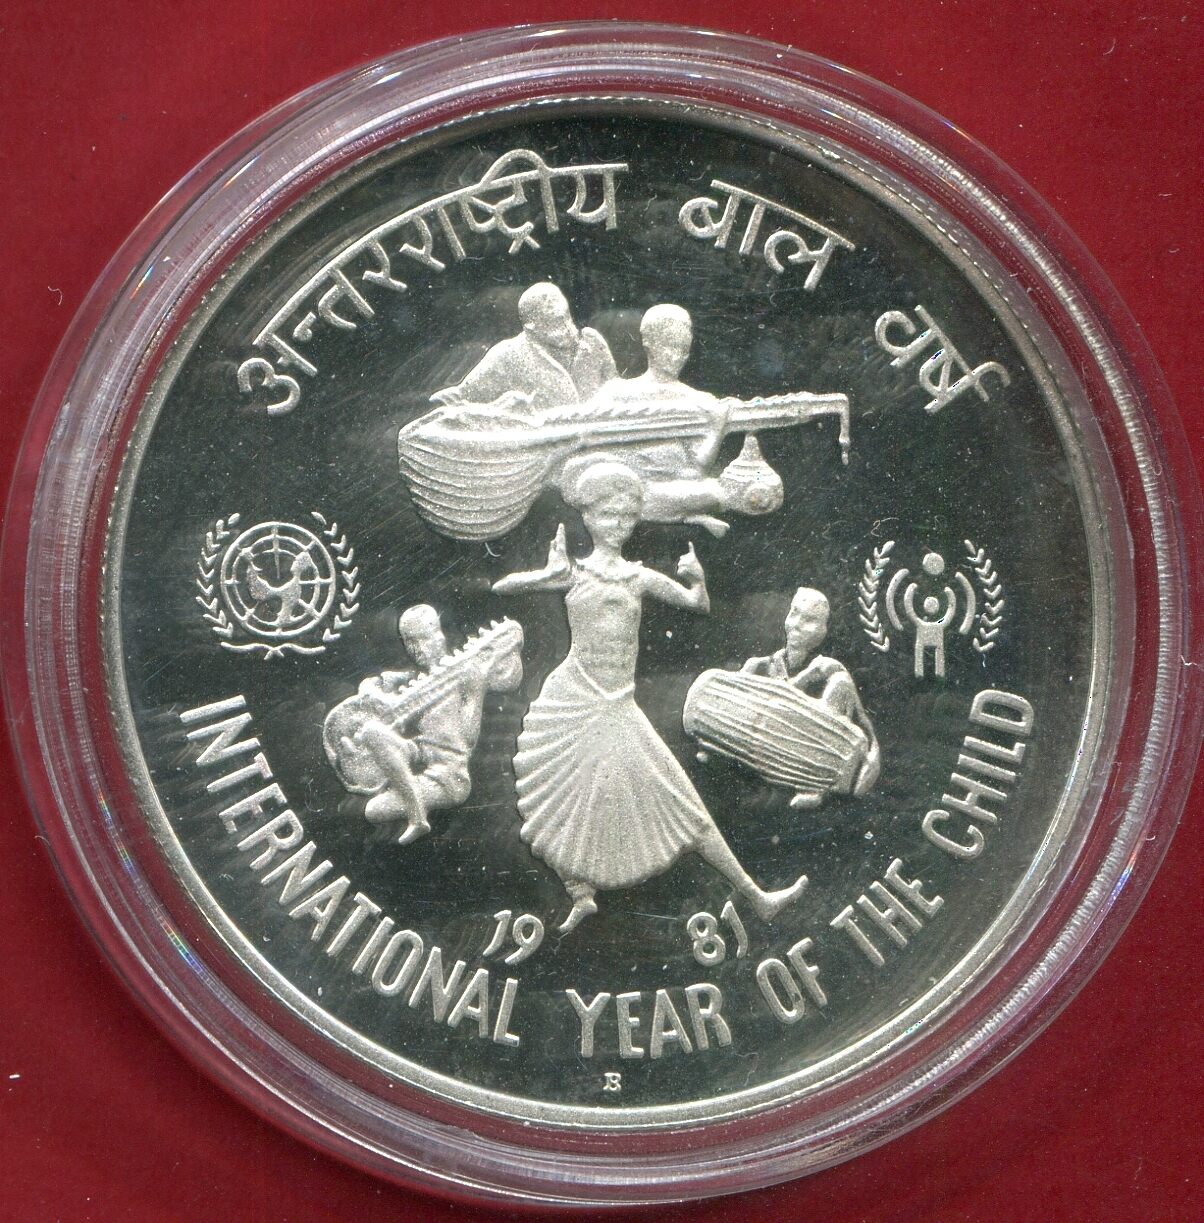 अन्तरराष्ट्रीय बाल वर्ष
19 81
INTERNATIONAL YEAR OF THE CHILD